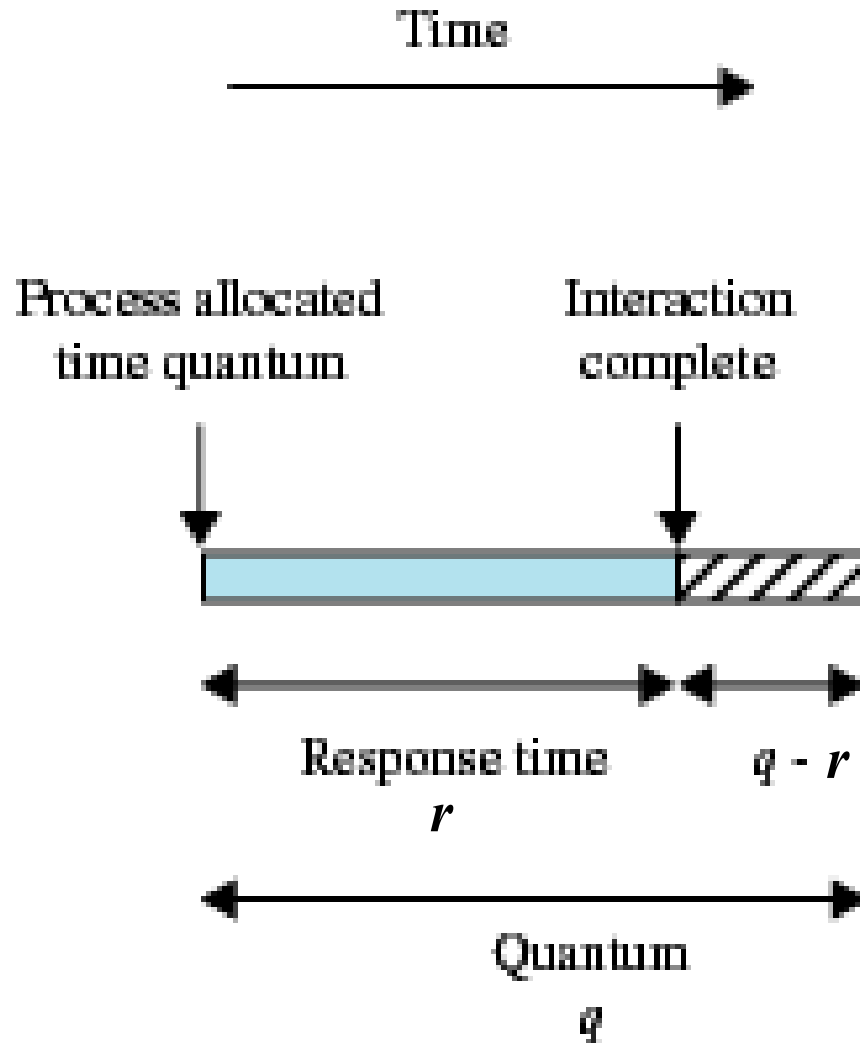 Time
Process allocated
time quantum
Interaction
complete
Response time
r
q - r
Quantum
q